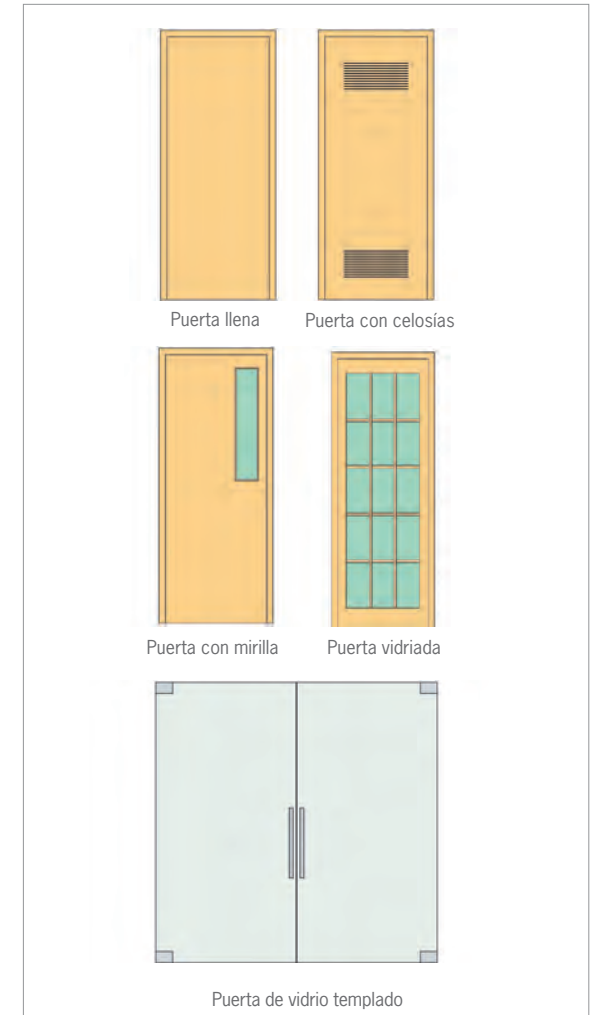 Puerta llena
Puerta con celosías
Puerta con mirilla
Puerta vidriada
Puerta de vidrio templado